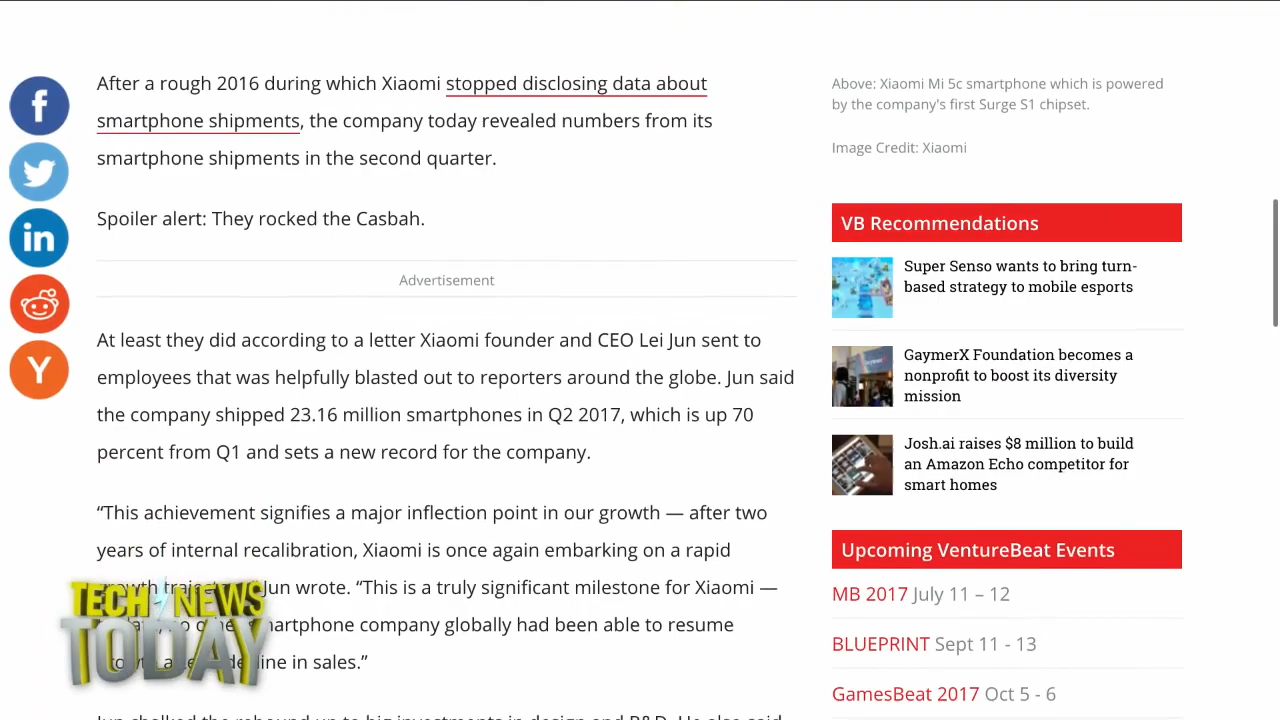 After a rough 2016 during which Xiaomi stopped disclosing data about
smartphone shipments, the company today revealed numbers from its
smartphone shipments in the second quarter.
Spoiler alert: They rocked the Casbah.
Advertisement
At least they did according to a letter Xiaomi founder and CEO Lei Jun sent to
employees that was helpfully blasted out to reporters around the globe. Jun said
the company shipped 23.16 million smartphones in Q2 2017, which is up 70
percent from Q1 and sets a new record for the company.
“This achievement signifies a major inflection point in our growth — after two
years of internal recalibration, Xiaomi is once again embarking on a rapid
Jun wrote. “This is a truly significant milestone for Xiaomi —
smartphone company globally had been able to resume
in sales.”
TECH NEWS
TODAY
Above: Xiaomi Mi 5c smartphone which is powered
by the company's first Surge S1 chipset.
Image Credit: Xiaomi
VB Recommendations
Super Senso wants to bring turn-
based strategy to mobile esports
GaymerX Foundation becomes a
nonprofit to boost its diversity
mission
Josh.ai raises $8 million to build
an Amazon Echo competitor for
smart homes
Upcoming VentureBeat Events
MB 2017 July 11 – 12
BLUEPRINT Sept 11 - 13
GamesBeat 2017 Oct 5 - 6